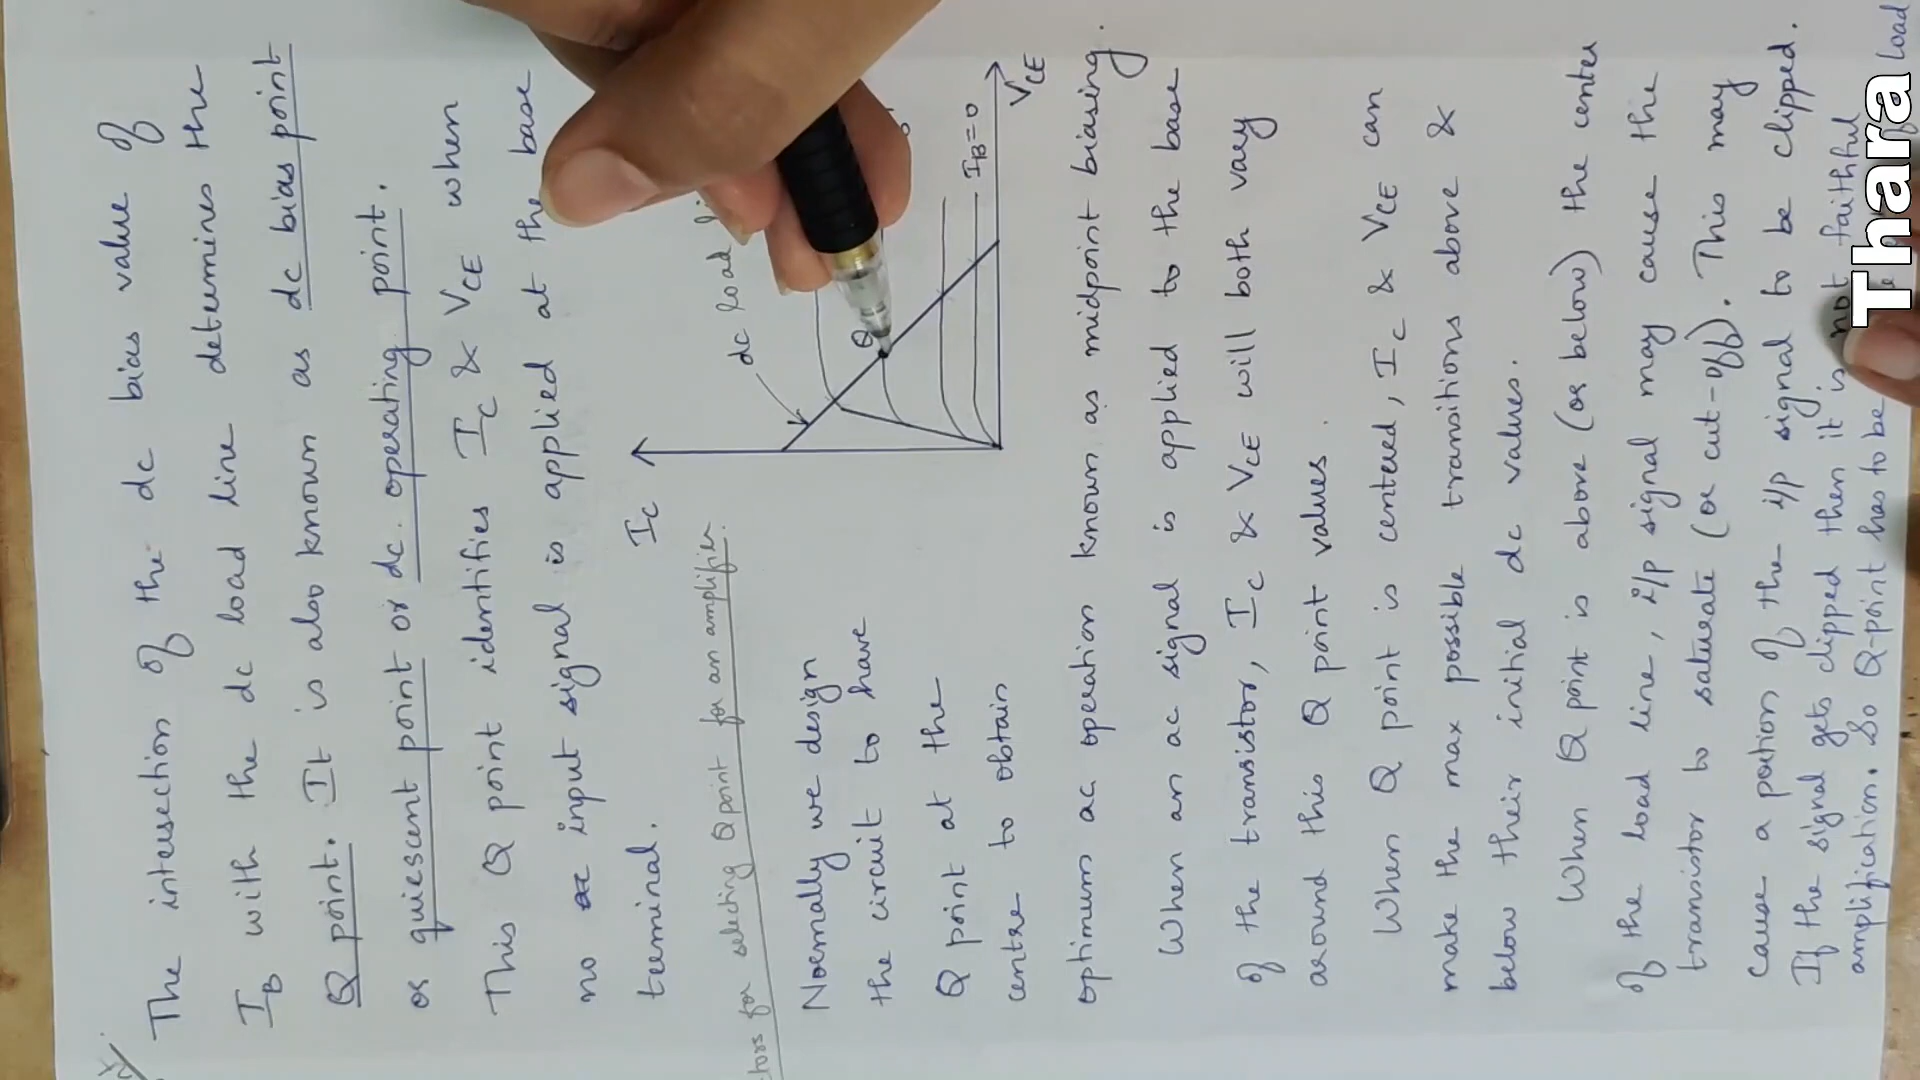 The intersection of the dc bias value of
IB with the dc load line determines the
Q point. It is also known as dc bias point
or quiescent point or dc operating point.
This Q point identifies IC & VCE when
no ac input signal is applied at the base
terminal.
ctors for selecting Q point for an amplifier.
Normally we design
the circuit to have
Q point at the
centre to obtain
IC
dc load
Q
IB=0
VCE
optimum ac operation known as midpoint biasing.
When an ac signal is applied to the base
of the transistor, IC & VCE will both vary
around this Q point values.
When Q point is centered, IC & VCE can
make the max possible transitions above &
below their initial dc values.
When Q point is above (or below) the center
of the load line, i/p signal may cause the
transistor to saturate (or cut-off). This may
cause a portion of the i/p signal to be clipped.
If the signal gets clipped then it is not faithful
amplification. So Q-point has to be
load
Thara